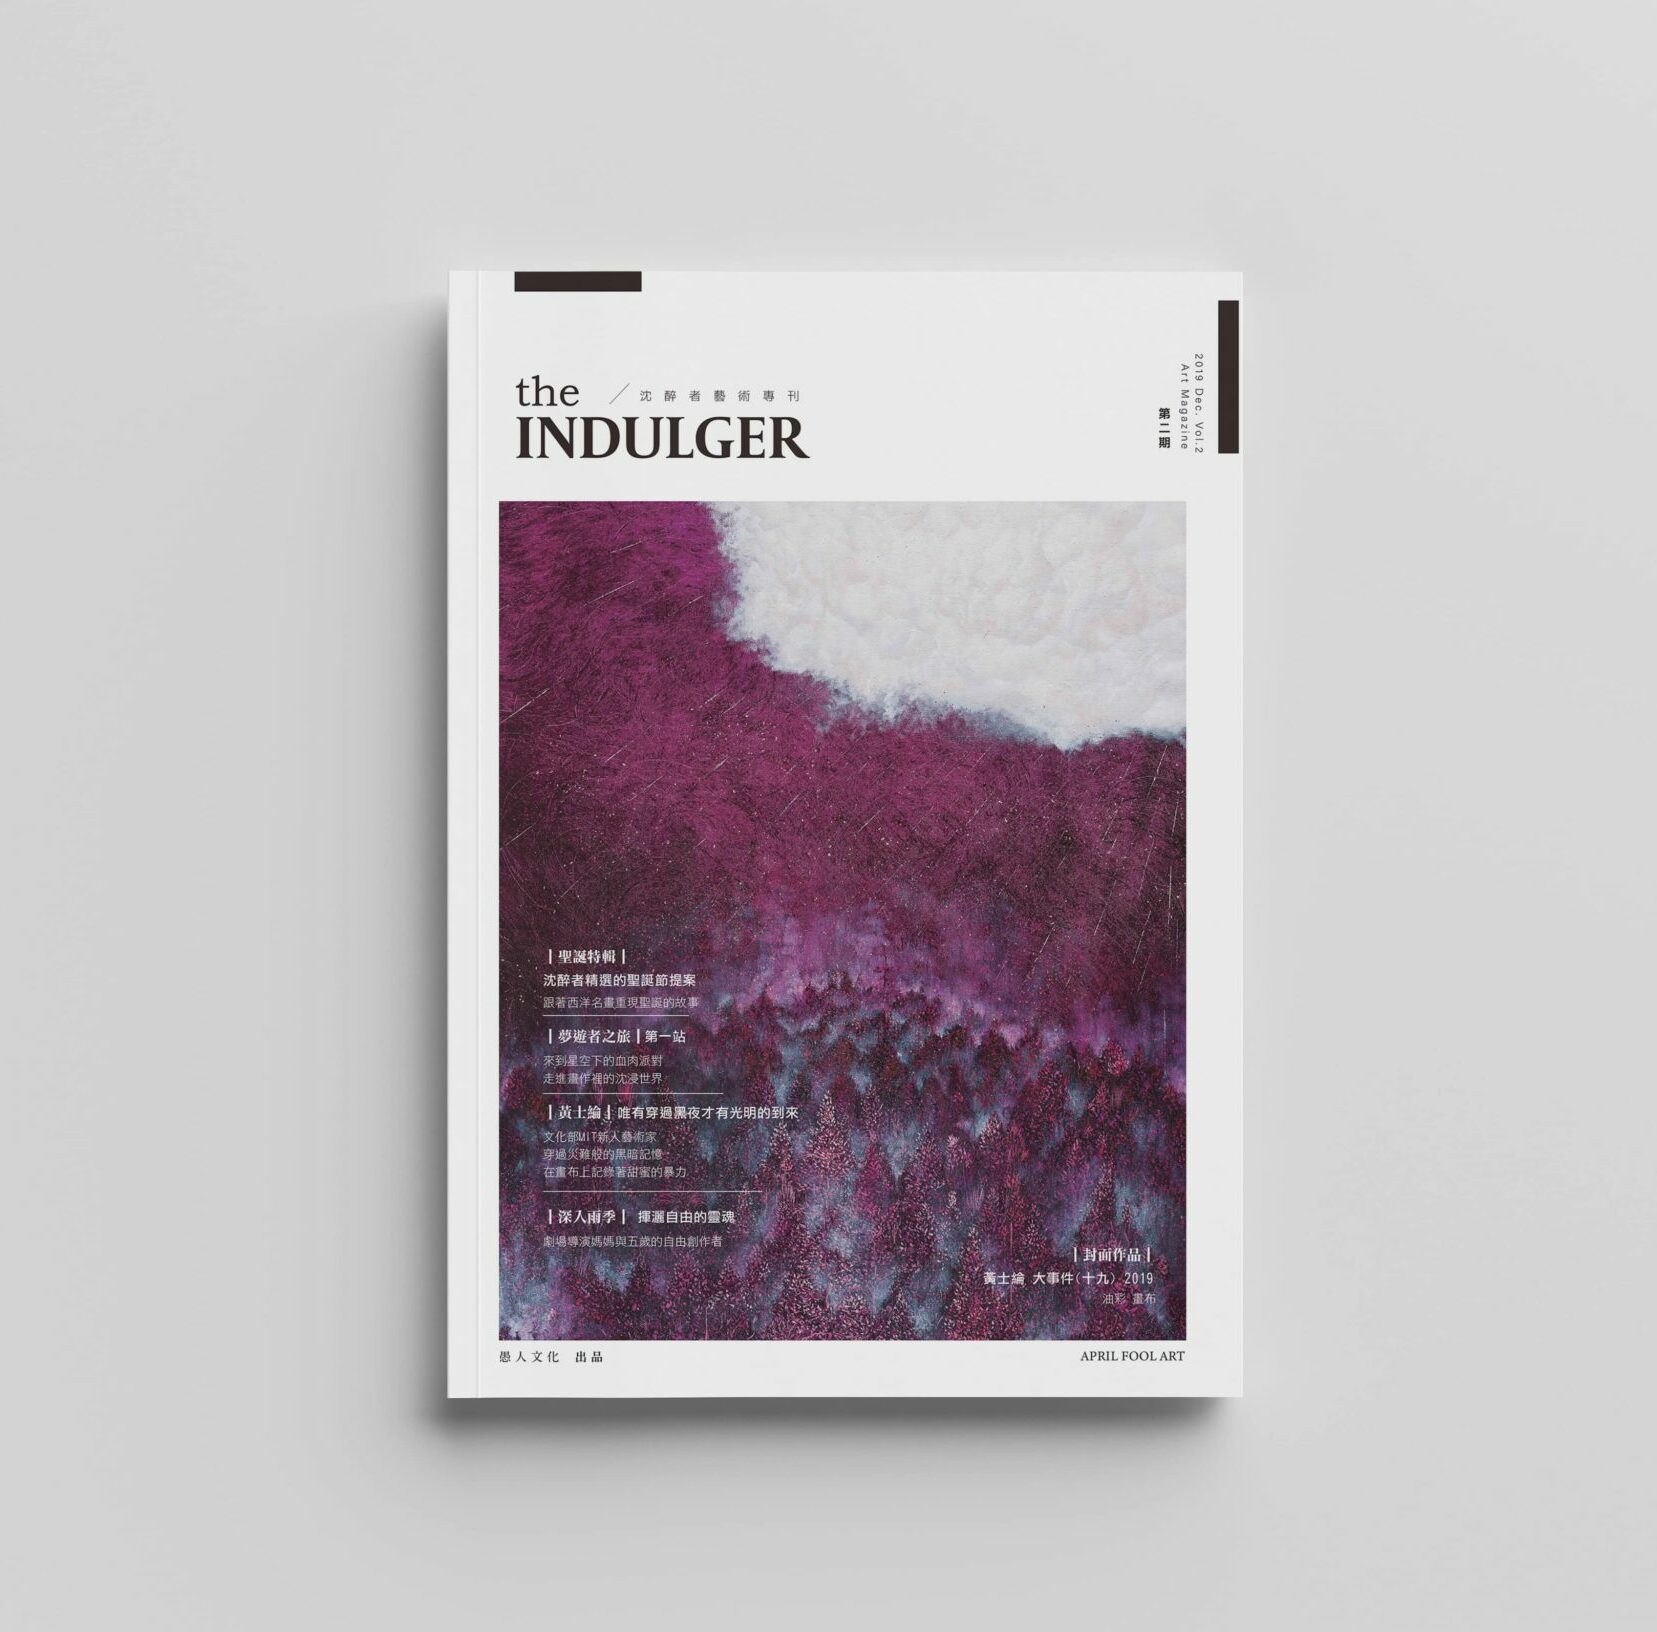 the
／沈醉者藝術專刊
INDULGER
2019 Dec. Vol.2
Art Magazine
第二期
|聖誕特輯|
沈醉者精選的聖誕節提案
跟著西洋名畫重現聖誕的故事
|夢遊者之旅|第一站
來到星空下的血肉派對
走進畫作裡的沈浸世界
|黃士綸|唯有穿過黑夜才有光明的到來
文化部MIT新人藝術家
穿過災難般的黑暗記憶
在畫布上記錄著甜蜜的暴力
|深入雨季| 揮灑自由的靈魂
劇場導演媽媽與五歲的自由創作者
|封面作品|
黃士綸 大事件(十九) 2019
油彩 畫布
愚人文化 出品
APRIL FOOL ART